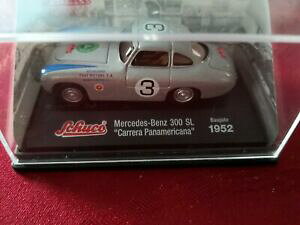 3
Schuco
Mercedes-Benz 300 SL
"Carrera Panamericana"
Baujahr
1952